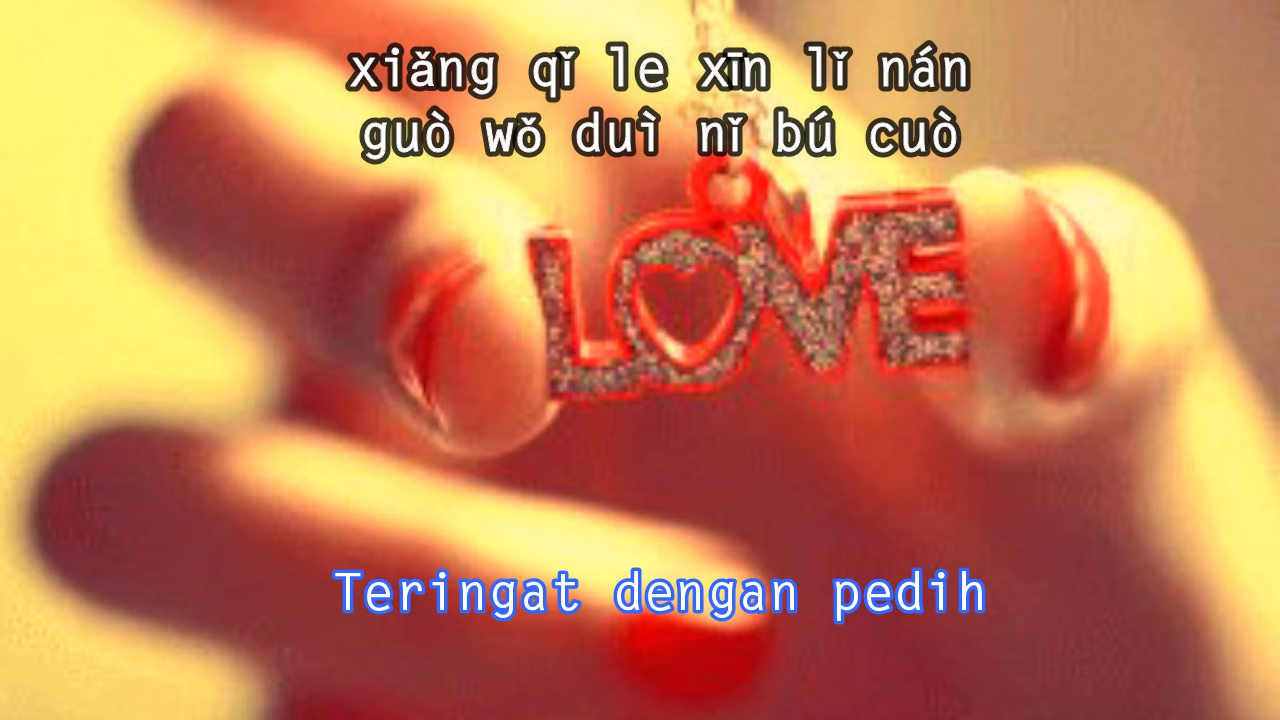 xiǎng qǐ le xīn lǐ nán
guò wǒ duì nǐ bú cuò
LOVE
Teringat dengan pedih